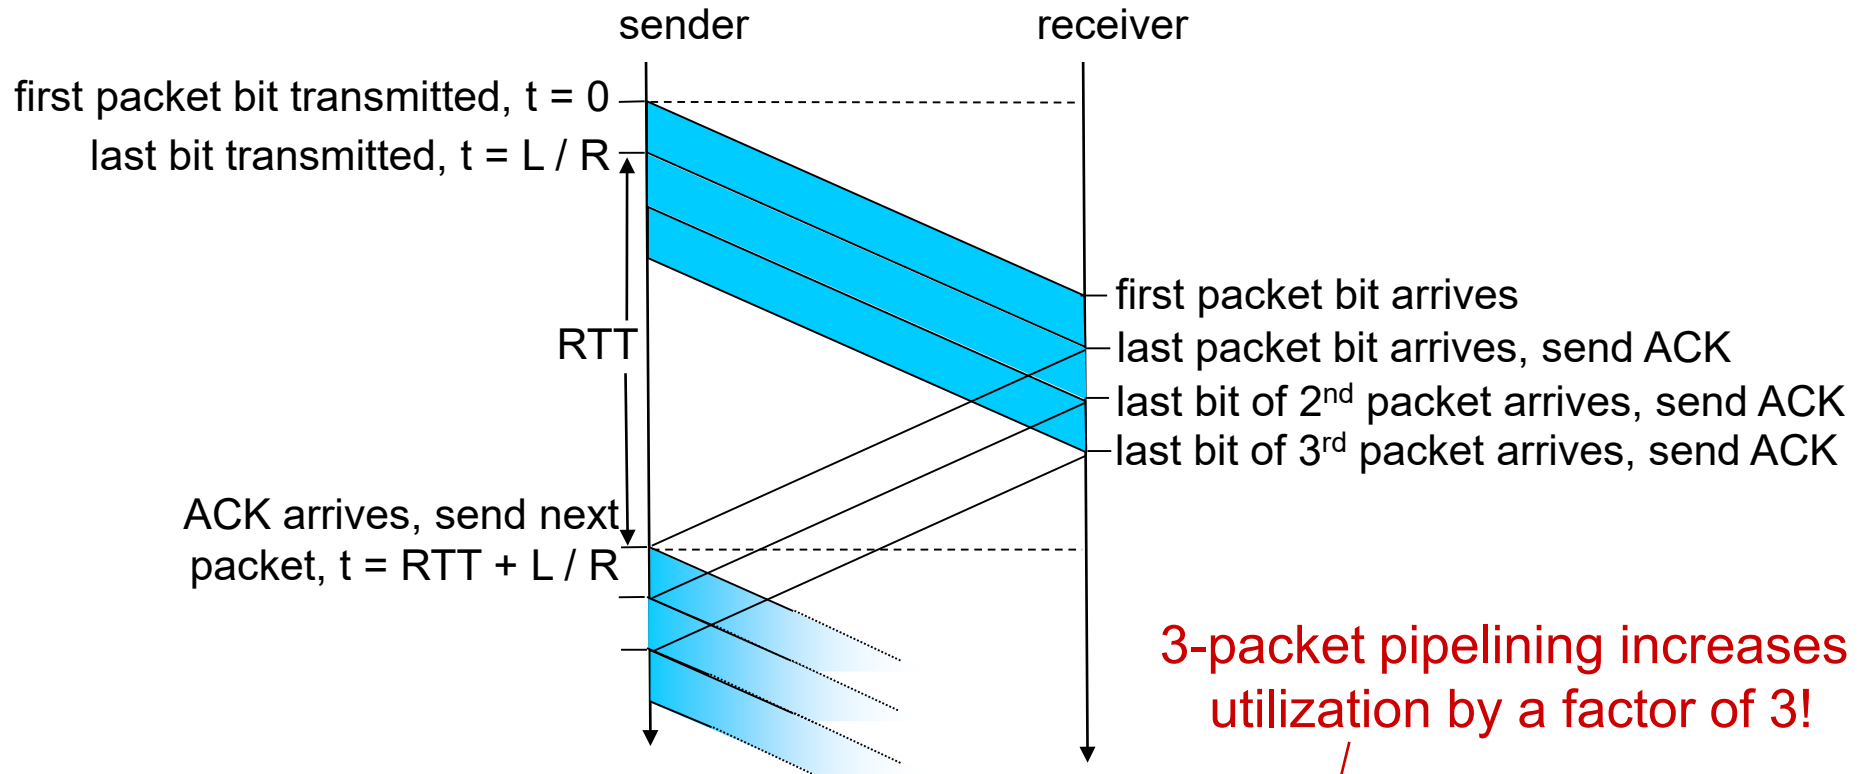 sender
receiver
first packet bit transmitted, t = 0
last bit transmitted, t = L / R
RTT
first packet bit arrives
last packet bit arrives, send ACK
last bit of 2nd packet arrives, send ACK
last bit of 3rd packet arrives, send ACK
ACK arrives, send next
packet, t = RTT + L / R
3-packet pipelining increases
utilization by a factor of 3!